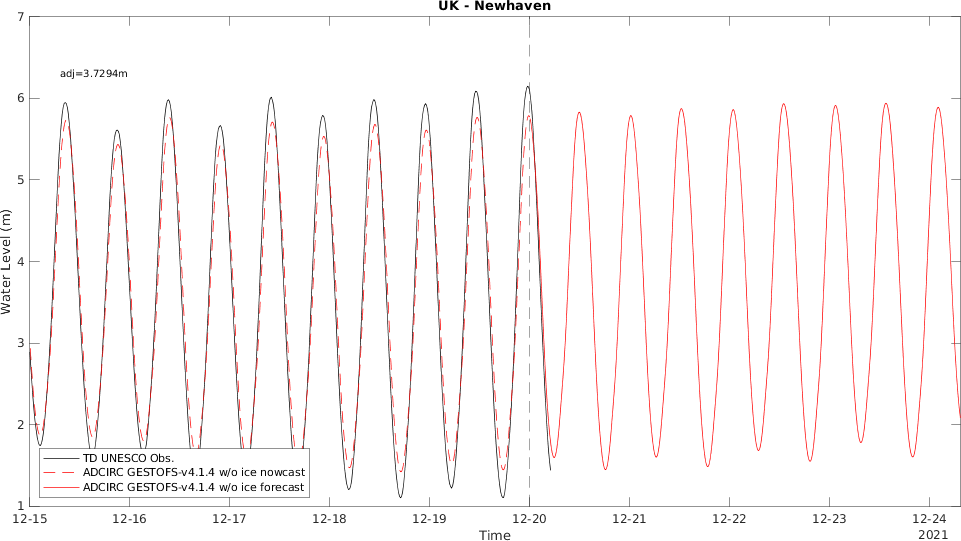 UK - Newhaven
7
adj=3.7294m
6
5
4
3
2
1
Water Level (m)
TD UNESCO Obs.
ADCIRC GESTOFS-v4.1.4 w/o ice nowcast
ADCIRC GESTOFS-v4.1.4 w/o ice forecast
12-15 12-16 12-17 12-18 12-19 12-20 12-21 12-22 12-23 12-24
Time
2021